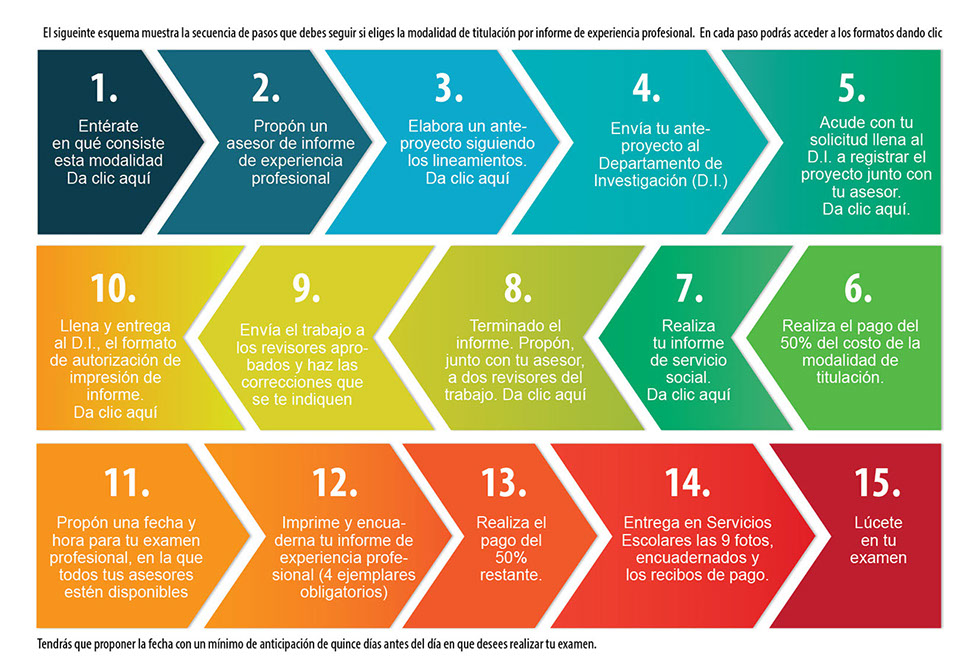 El sigueinte esquema muestra la secuencia de pasos que debes seguir si eliges la modalidad de titulación por informe de experiencia profesional. En cada paso podrás acceder a los formatos dando clic
1.
Entérate
en qué consiste
esta modalidad
Da clic aquí
2.
Propón un
asesor de informe
de experiencia
profesional
3.
Elabora un ante-
proyecto siguiendo
los lineamientos.
Da clic aquí
4.
Envía tu ante-
proyecto al
Departamento de
Investigación (D.I.)
5.
Acude con tu
solicitud llena al
D.I. a registrar el
proyecto junto con
tu asesor.
Da clic aquí.
6.
Realiza el pago del
50% del costo de la
modalidad de
titulación.
7.
Realiza
tu informe
de servicio
social.
Da clic aquí
8.
Terminado el
informe. Propón,
junto con tu asesor,
a dos revisores del
trabajo. Da clic aquí
9.
Envía el trabajo a
los revisores apro-
bados y haz las
correcciones que
se te indiquen
10.
Llena y entrega
al D.I., el formato
de autorización de
impresión de
informe.
Da clic aquí
11.
Propón una fecha y
hora para tu examen
profesional, en la que
todos tus asesores
estén disponibles
12.
Imprime y encua-
derna tu informe de
experiencia profe-
sional (4 ejemplares
obligatorios)
13.
Realiza el
pago del
50%
restante.
14.
Entrega en Servicios
Escolares las 9 fotos,
encuadernados y
los recibos de pago.
15.
Lúcete
en tu
examen
Tendrás que proponer la fecha con un mínimo de anticipación de quince días antes del día en que desees realizar tu examen.